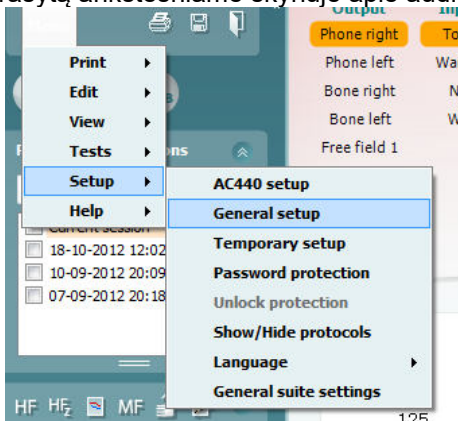 Output
Phone right
Phone left
Bone right
Bone left
Free field 1
Print
Edit
View
Tests
Setup
Help
AC440 setup
General setup
Temporary setup
Password protection
Unlock protection
Show/Hide protocols
Language
General suite settings
Current session
18-10-2012 12:02
10-09-2012 20:09
07-09-2012 20:18
HF HF2 MF
125